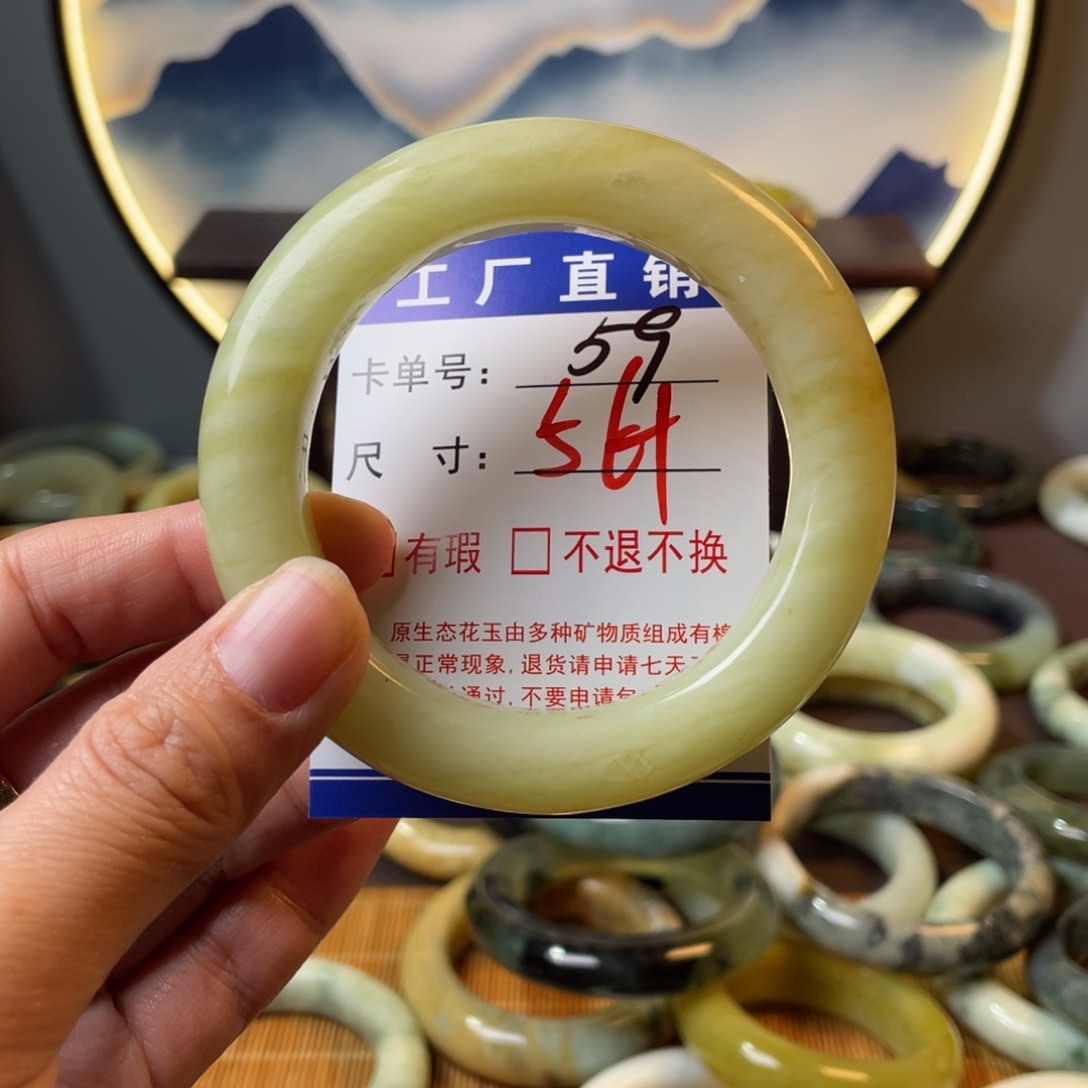 工厂直销
卡单号: 59
尺 寸: 56
有瑕 不退不换
原生态花玉由多种矿物质组成有棉
正常现象, 退货请申请七天
通过, 不要申请